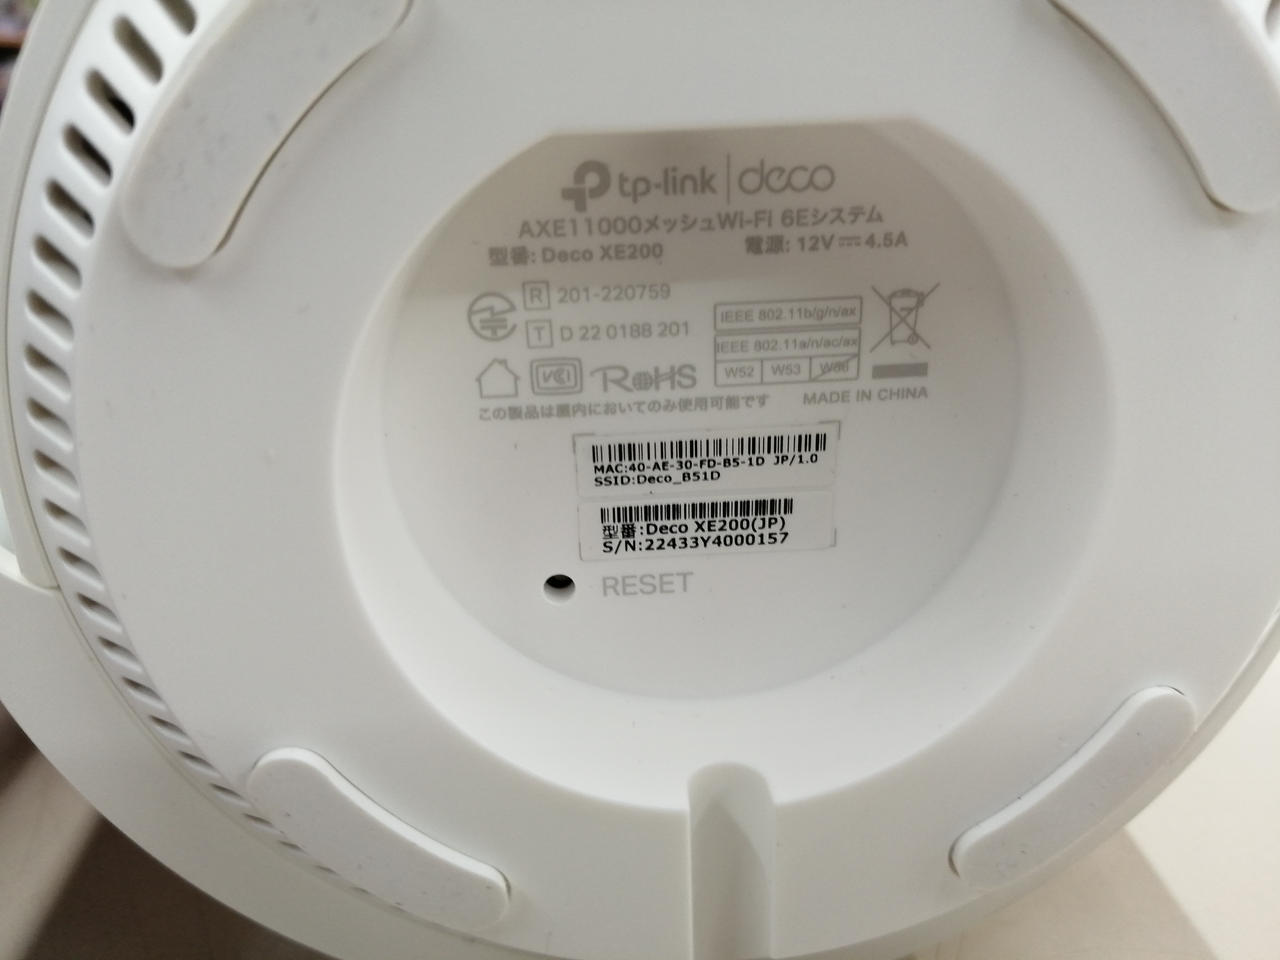 tp-link | deco
AXE11000メッシュWi-Fi 6Eシステム
型番: Deco XE200 電源: 12V⎓4.5A
R 201-220759
T D 22 0188 201
IEEE 802.11b/g/n/ax
IEEE 802.11a/n/ac/ax
W52 W53 W56
VCCI RoHS
この製品は屋内においてのみ使用可能です
MADE IN CHINA
MAC:40-AE-30-FD-B5-1D JP/1.0
SSID:Deco_B51D
型番:Deco XE200(JP)
S/N:22433Y4000157
RESET